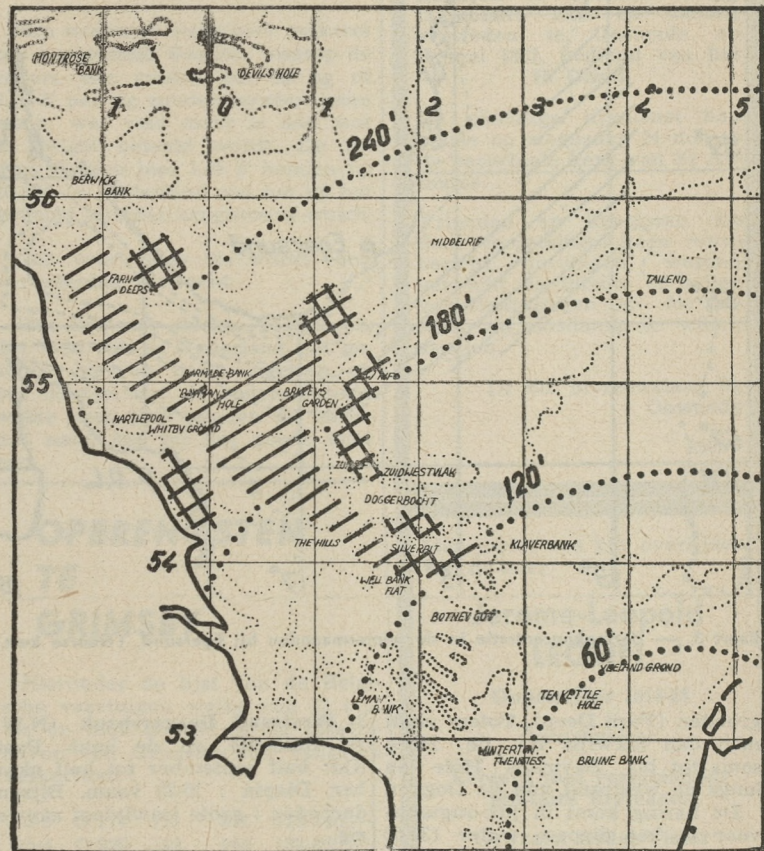 MONTROSE
BANK
DEVILS HOLE
1 0 1 2 3 4 5
240'
BERWICK
BANK
56
MIDDELRIF
FARN
DEEPS
TAILEND
180'
BARMADE-BANK
55
HOLE
BRUCEYS
GARDEN
HARTLEPOOL
WHITBY GROUND
ZUIDWESTVLAK
DOGGERBOCHT
120'
THE HILLS
SILVERPIT
KLAVERBANK
54
WELL BANK
FLAT
BOTNEY GUT
60'
TEA KETTLE
HOLE
LEMAN
BANK
53
WINTERTON
TWENTIES
BRUINE BANK